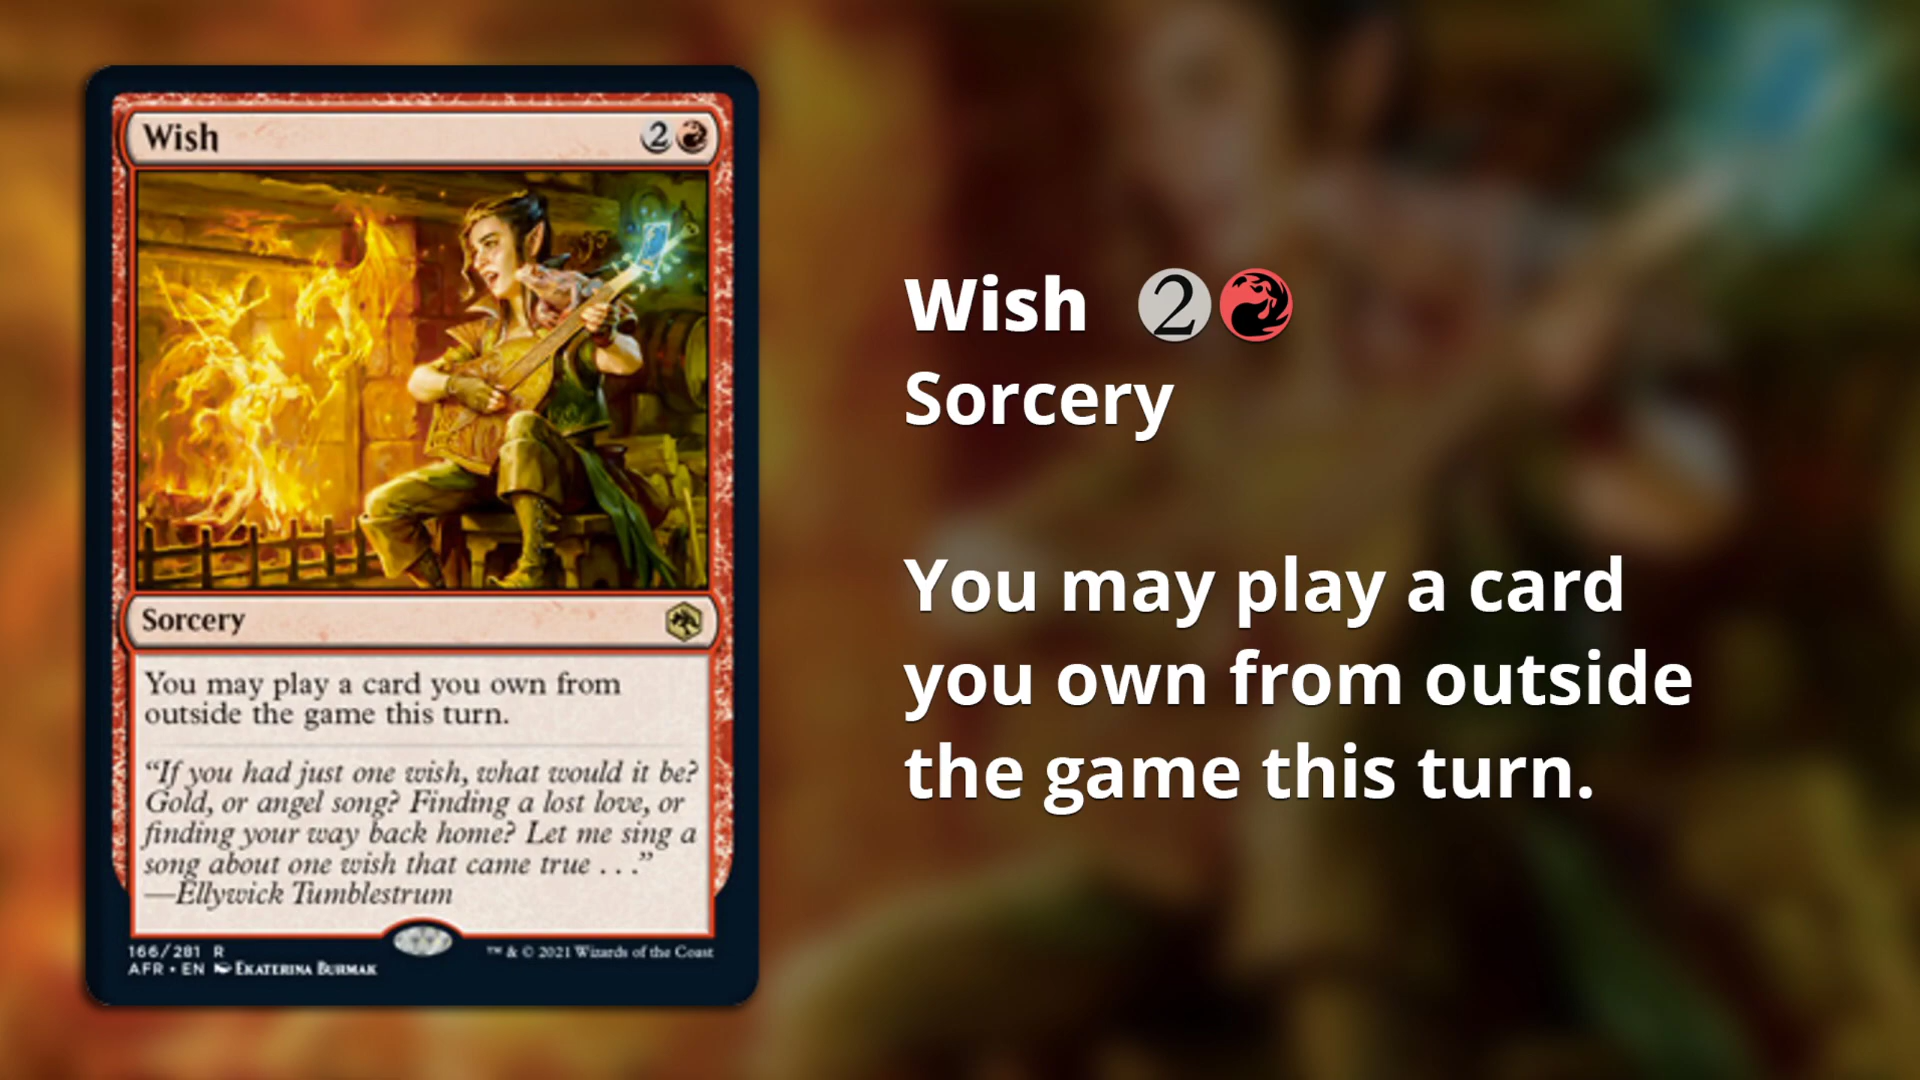 Wish 2
Sorcery
You may play a card you own from
outside the game this turn.
“If you had just one wish, what would it be?
Gold, or angel song? Finding a lost love, or
finding your way back home? Let me sing a
song about one wish that came true . . .”
—Ellywick Tumblestrum
166/281 R
AFR • EN EKATERINA BURMAK
™ & © 2021 Wizards of the Coast
Wish 2
Sorcery
You may play a card
you own from outside
the game this turn.